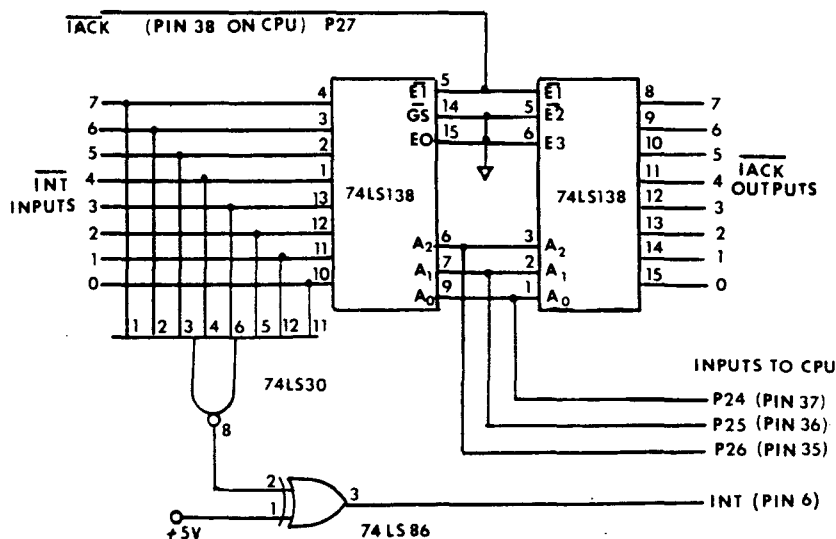 IACK (PIN 38 ON CPU) P27
INT INPUTS
7
6
5
4
3
2
1
0
4
3
2
1
13
12
11
10
74LS138
E1
GS
EO
A2
A1
A0
5
14
15
6
7
9
5
6
3
2
1
E1
E2
E3
A2
A1
A0
74LS138
8
9
10
11
12
13
14
15
7
6
5
4
3
2
1
0
IACK OUTPUTS
1 2 3 4 6 5 12 11
74LS30
8
INPUTS TO CPU
P24 (PIN 37)
P25 (PIN 36)
P26 (PIN 35)
2
1
3
+5V
74LS86
INT (PIN 6)